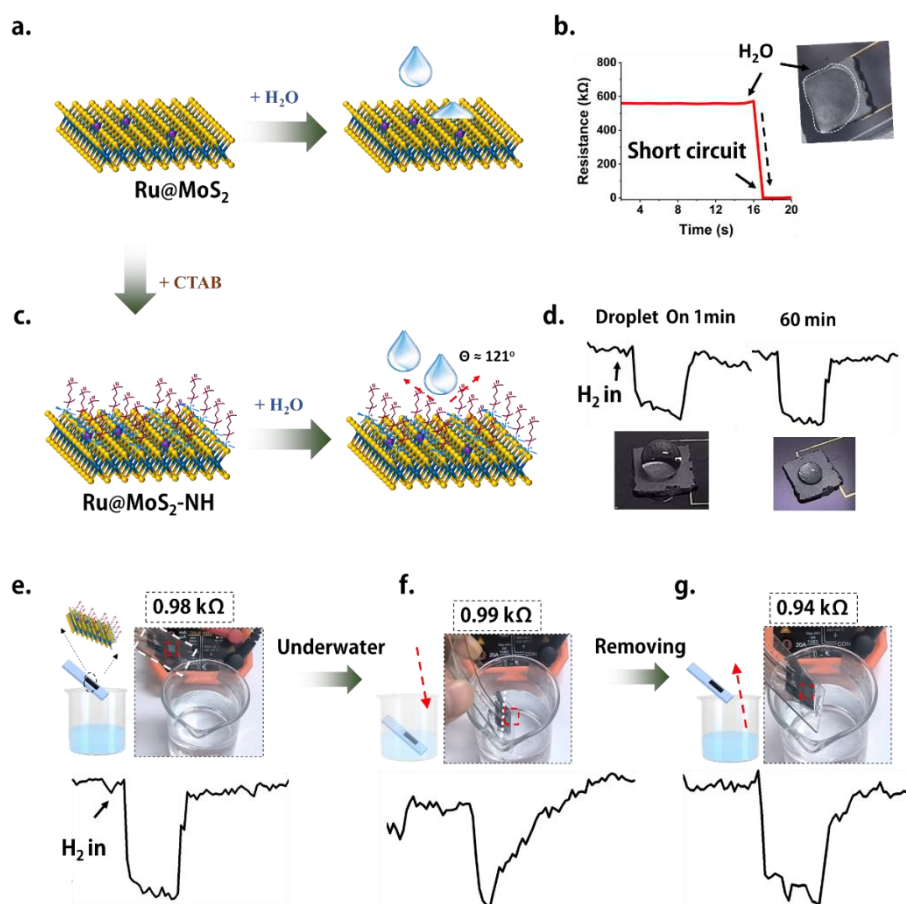 a.
+ H₂O
Ru@MoS₂
b.
H₂O
800
600
400
200
0
Resistance (kΩ)
Short circuit
4 8 12 16 20
Time (s)
+ CTAB
c.
+ H₂O
Θ ≈ 121°
Ru@MoS₂-NH
d.
Droplet On 1min
60 min
H₂ in
e.
0.98 kΩ
Underwater
f.
0.99 kΩ
Removing
g.
0.94 kΩ
20A
COM
H₂ in